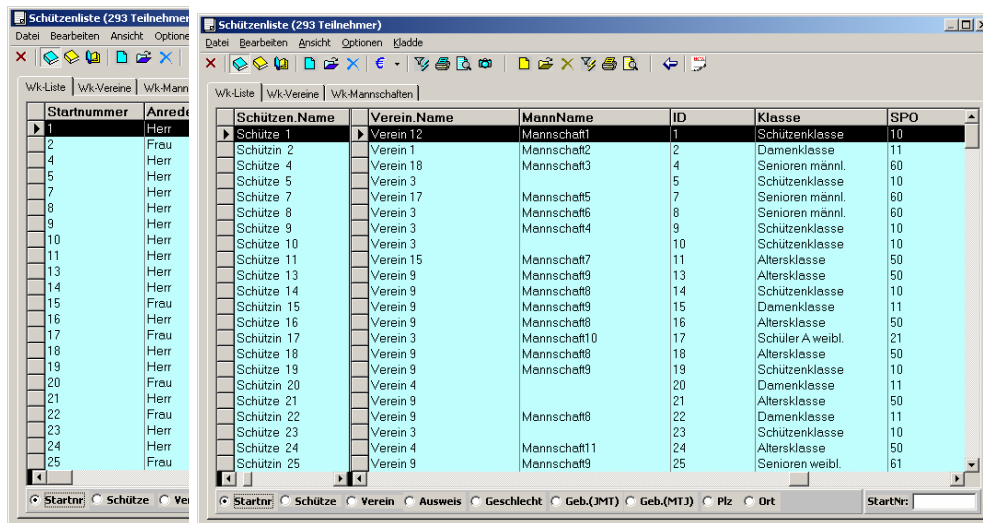 Schützenliste (293 Teilnehmer
Datei Bearbeiten Ansicht Optione
Wk-Liste Wk-Vereine Wk-Mann
Startnummer Anrede
1 Herr
2 Frau
4 Herr
5 Herr
7 Herr
8 Herr
9 Herr
10 Herr
11 Herr
13 Herr
14 Herr
15 Frau
16 Herr
17 Frau
18 Herr
19 Herr
20 Frau
21 Herr
22 Frau
23 Herr
24 Herr
25 Frau
Startnr Schütze Ver
Schützenliste (293 Teilnehmer)
Datei Bearbeiten Ansicht Optionen Kladde
€
Wk-Liste Wk-Vereine Wk-Mannschaften
Schützen.Name Verein.Name MannName ID Klasse SPO
Schütze 1 Verein 12 Mannschaft1 1 Schützenklasse 10
Schützin 2 Verein 1 Mannschaft2 2 Damenklasse 11
Schütze 4 Verein 18 Mannschaft3 4 Senioren männl. 60
Schütze 5 Verein 3 5 Schützenklasse 10
Schütze 7 Verein 17 Mannschaft5 7 Senioren männl. 60
Schütze 8 Verein 3 Mannschaft6 8 Senioren männl. 60
Schütze 9 Verein 3 Mannschaft4 9 Schützenklasse 10
Schütze 10 Verein 3 10 Schützenklasse 10
Schütze 11 Verein 15 Mannschaft7 11 Altersklasse 50
Schütze 13 Verein 9 Mannschaft9 13 Altersklasse 50
Schütze 14 Verein 9 Mannschaft8 14 Schützenklasse 10
Schützin 15 Verein 9 Mannschaft9 15 Damenklasse 11
Schütze 16 Verein 9 Mannschaft8 16 Altersklasse 50
Schützin 17 Verein 3 Mannschaft10 17 Schüler A weibl. 21
Schütze 18 Verein 9 Mannschaft8 18 Altersklasse 50
Schütze 19 Verein 9 Mannschaft9 19 Schützenklasse 10
Schützin 20 Verein 4 20 Damenklasse 11
Schütze 21 Verein 9 21 Altersklasse 50
Schützin 22 Verein 9 Mannschaft8 22 Damenklasse 11
Schütze 23 Verein 3 23 Schützenklasse 10
Schütze 24 Verein 4 Mannschaft11 24 Altersklasse 50
Schützin 25 Verein 9 Mannschaft9 25 Senioren weibl. 61
Startnr Schütze Verein Ausweis Geschlecht Geb.(JMT) Geb.(MTJ) Plz Ort StartNr: